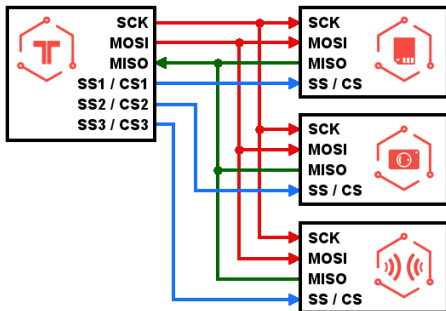 SCK
MOSI
MISO
SS1 / CS1
SS2 / CS2
SS3 / CS3
SCK
MOSI
MISO
SS / CS
SCK
MOSI
MISO
SS / CS
SCK
MOSI
MISO
SS / CS